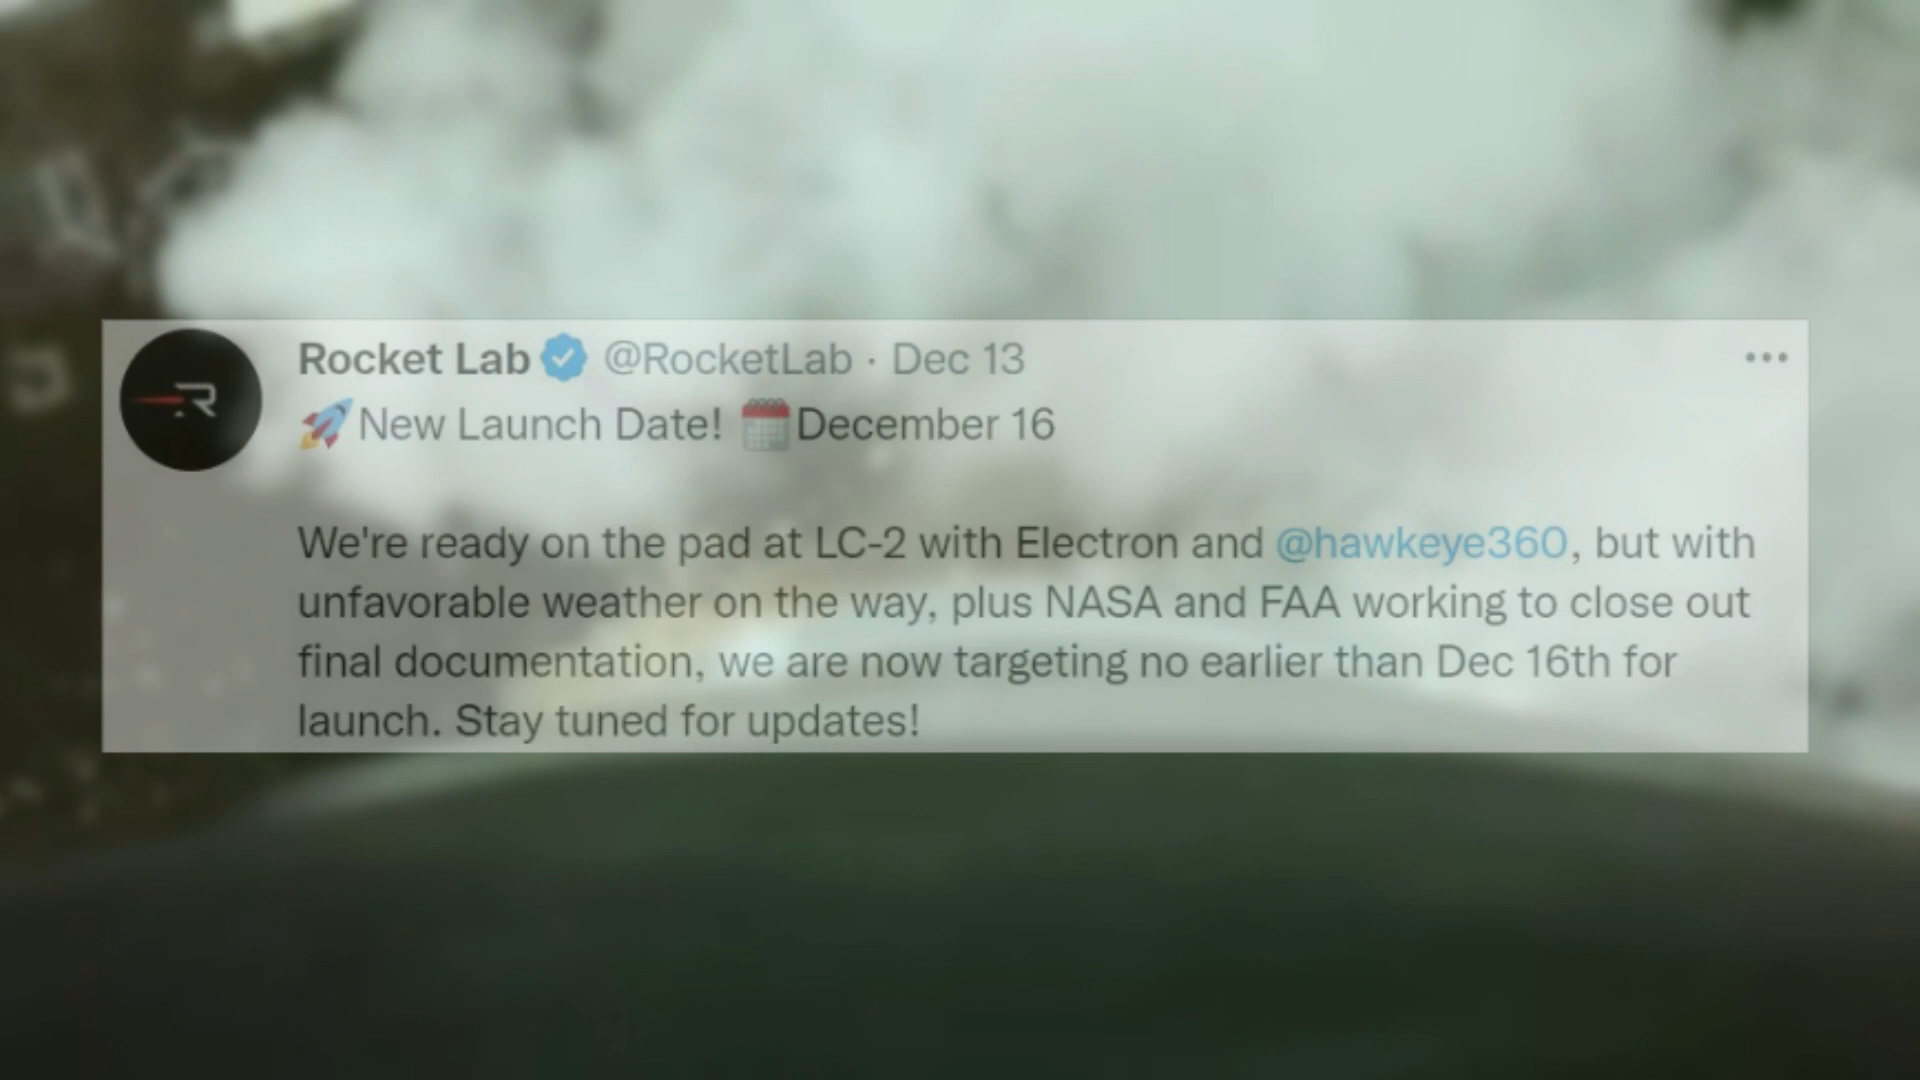 Rocket Lab @RocketLab · Dec 13
🚀New Launch Date! 🗓December 16
We're ready on the pad at LC-2 with Electron and @hawkeye360, but with
unfavorable weather on the way, plus NASA and FAA working to close out
final documentation, we are now targeting no earlier than Dec 16th for
launch. Stay tuned for updates!